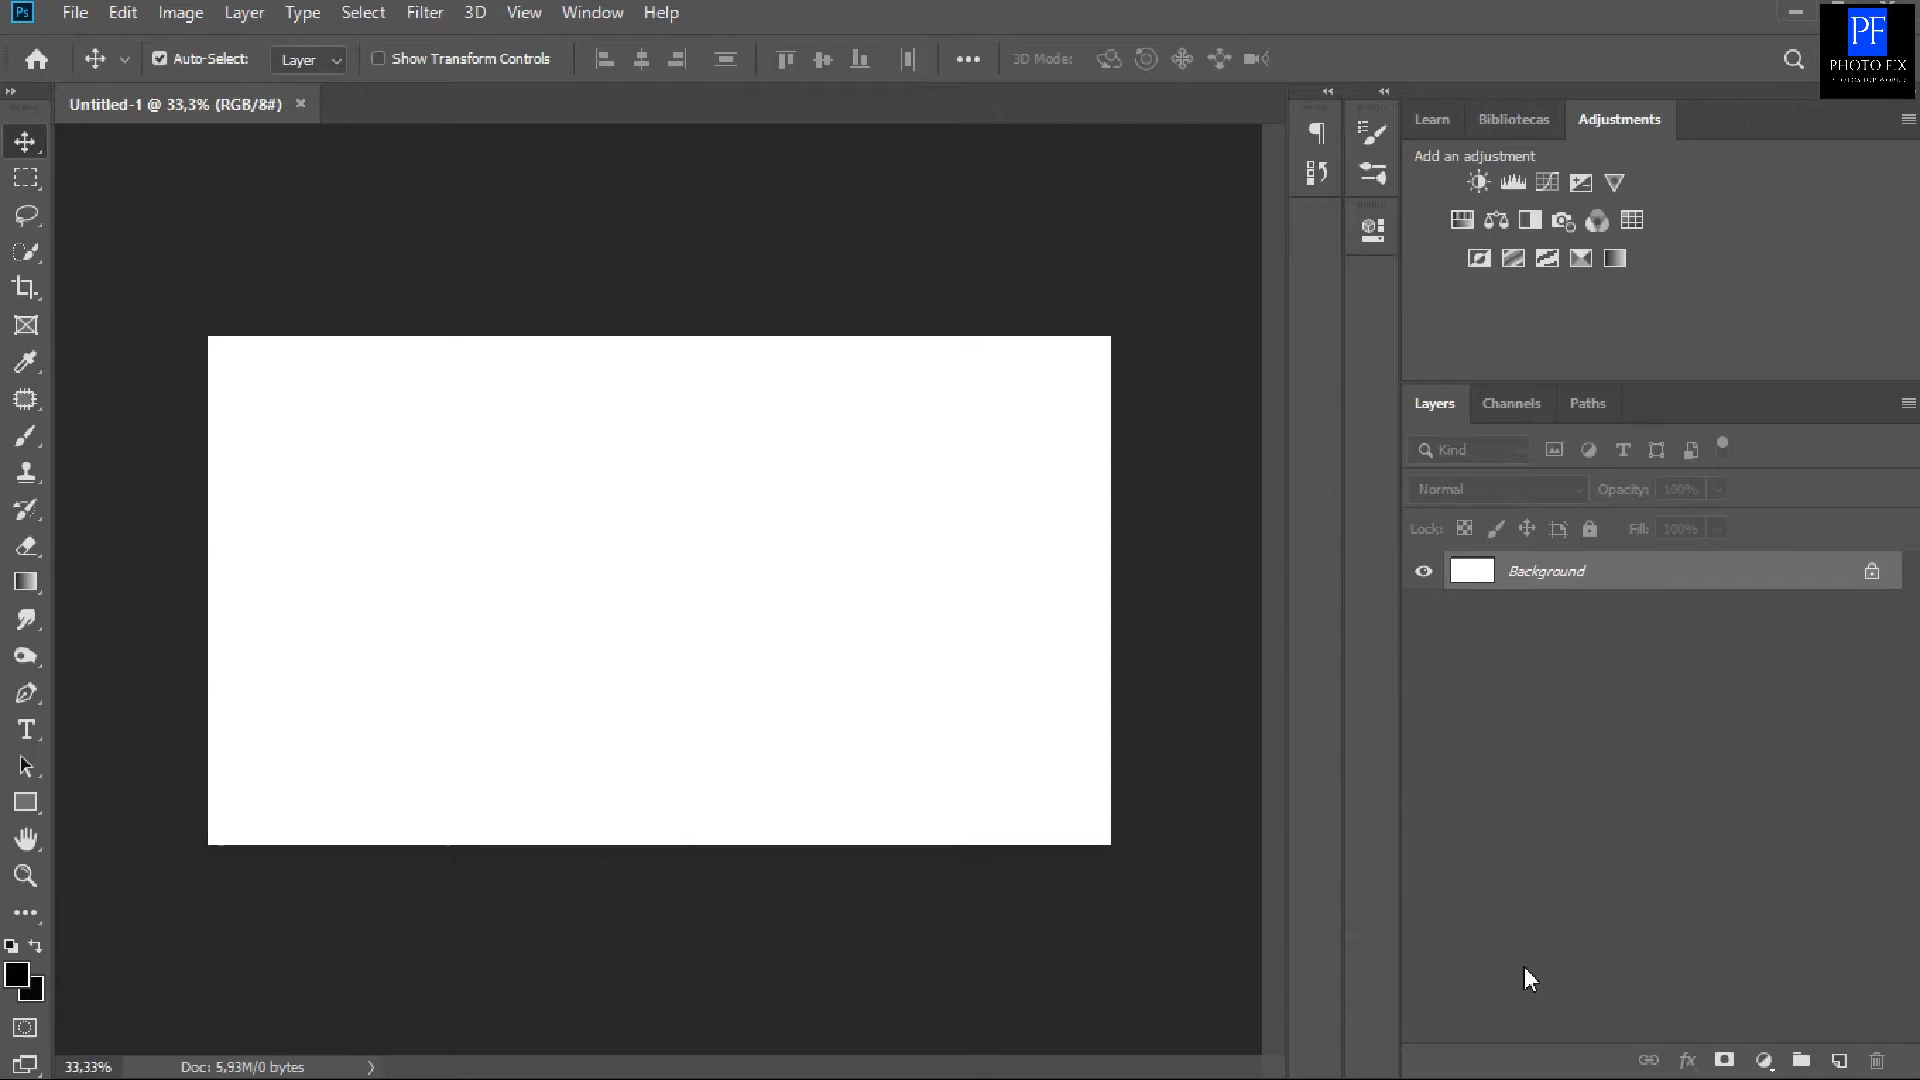 Ps File Edit Image Layer Type Select Filter 3D View Window Help
Auto-Select: Layer Show Transform Controls 3D Mode:
PF
PHOTO FIX
Untitled-1 @ 33,3% (RGB/8#)
Learn Bibliotecas Adjustments
Add an adjustment
Layers Channels Paths
Kind
Normal Opacity: 100%
Lock: Fill: 100%
Background
fx
33,33% Doc: 5,93M/0 bytes